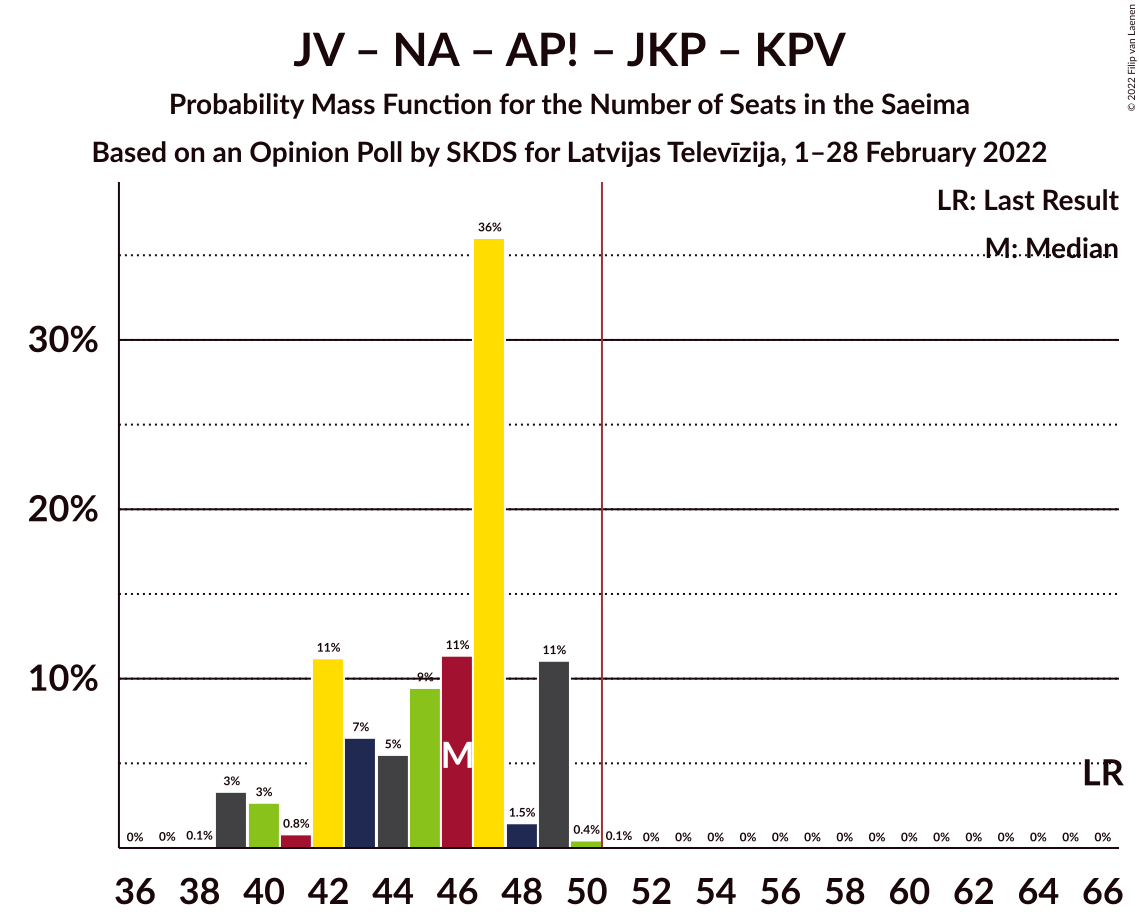 JV – NA – AP! – JKP – KPV
Probability Mass Function for the Number of Seats in the Saeima
Based on an Opinion Poll by SKDS for Latvijas Televīzija, 1–28 February 2022
© 2022 Filip van Laenen
LR: Last Result
M: Median
30%
20%
10%
0% 0% 0.1% 3% 3% 0.8% 11% 7% 5% 9% 11% 36% 1.5% 11% 0.4% 0.1% 0% 0% 0% 0% 0% 0% 0% 0% 0% 0% 0% 0% 0% 0% 0%
M
LR
36 38 40 42 44 46 48 50 52 54 56 58 60 62 64 66